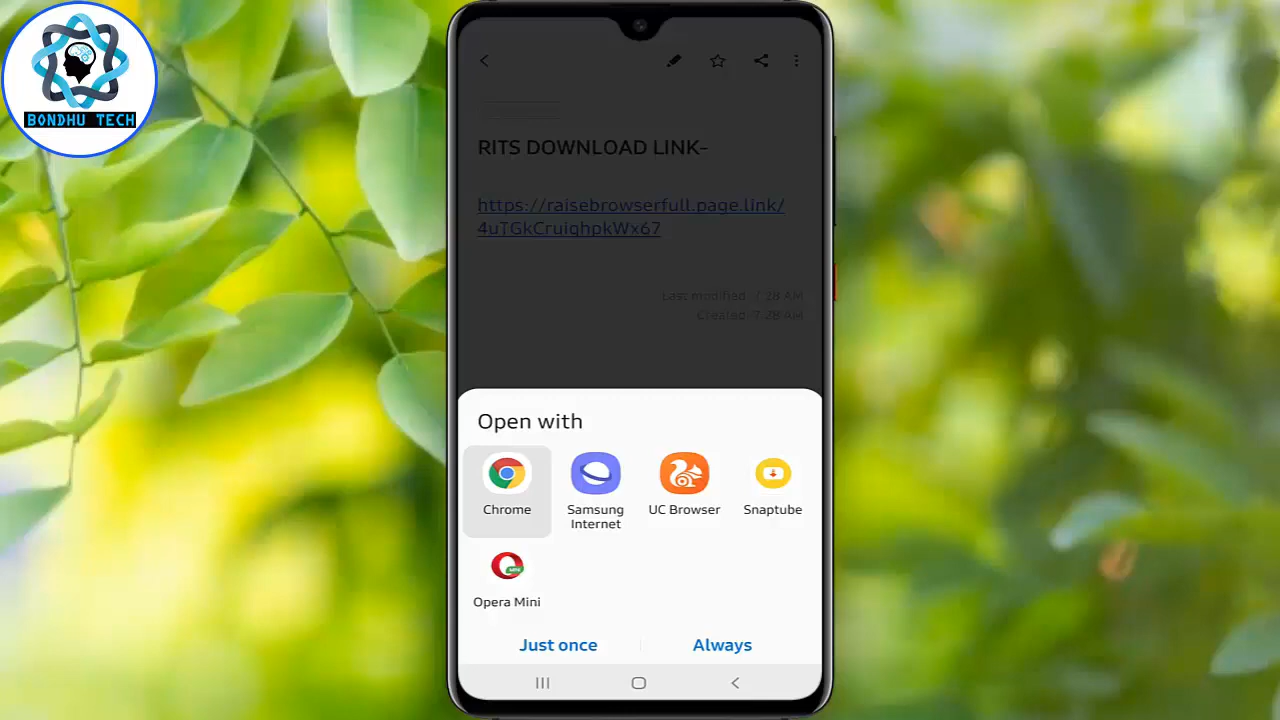 BONDHU TECH
RITS DOWNLOAD LINK-
https://raisebrowserfull.page.link/
4uTGkCruiqhpkWx67
Last modified 7:28 AM
Created 7:28 AM
Open with
Chrome
Samsung
Internet
UC Browser
Snaptube
Opera Mini
Just once
Always